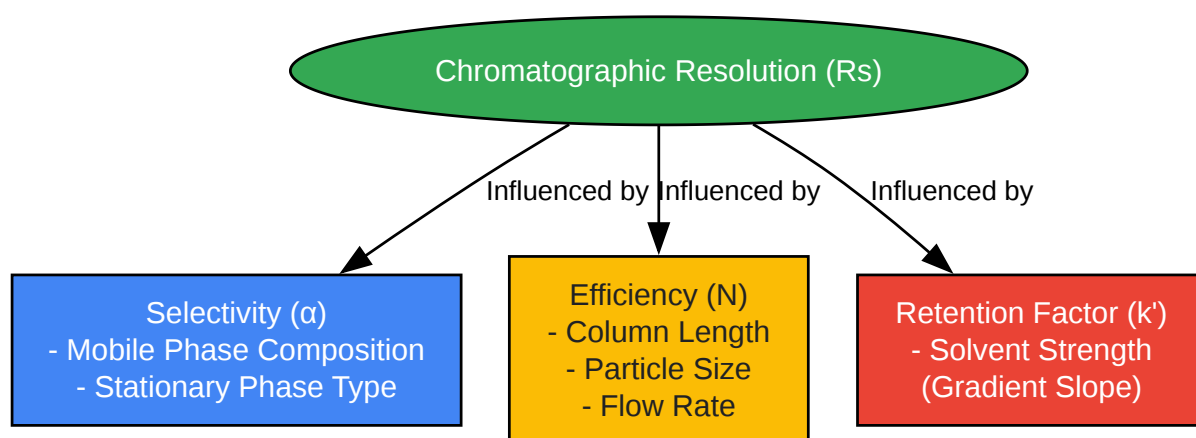 Chromatographic Resolution (Rs)
Influenced by
Influenced by
Influenced by
Selectivity (α)
- Mobile Phase Composition
- Stationary Phase Type
Efficiency (N)
- Column Length
- Particle Size
- Flow Rate
Retention Factor (k')
- Solvent Strength
(Gradient Slope)